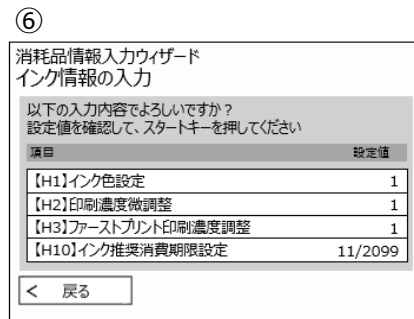 ⑥
消耗品情報入力ウィザード
インク情報の入力
以下の入力内容でよろしいですか？
設定値を確認して、スタートキーを押してください
項目 設定値
【H1】インク色設定 1
【H2】印刷濃度微調整 1
【H3】ファーストプリント印刷濃度調整 1
【H10】インク推奨消費期限設定 11/2099
< 戻る